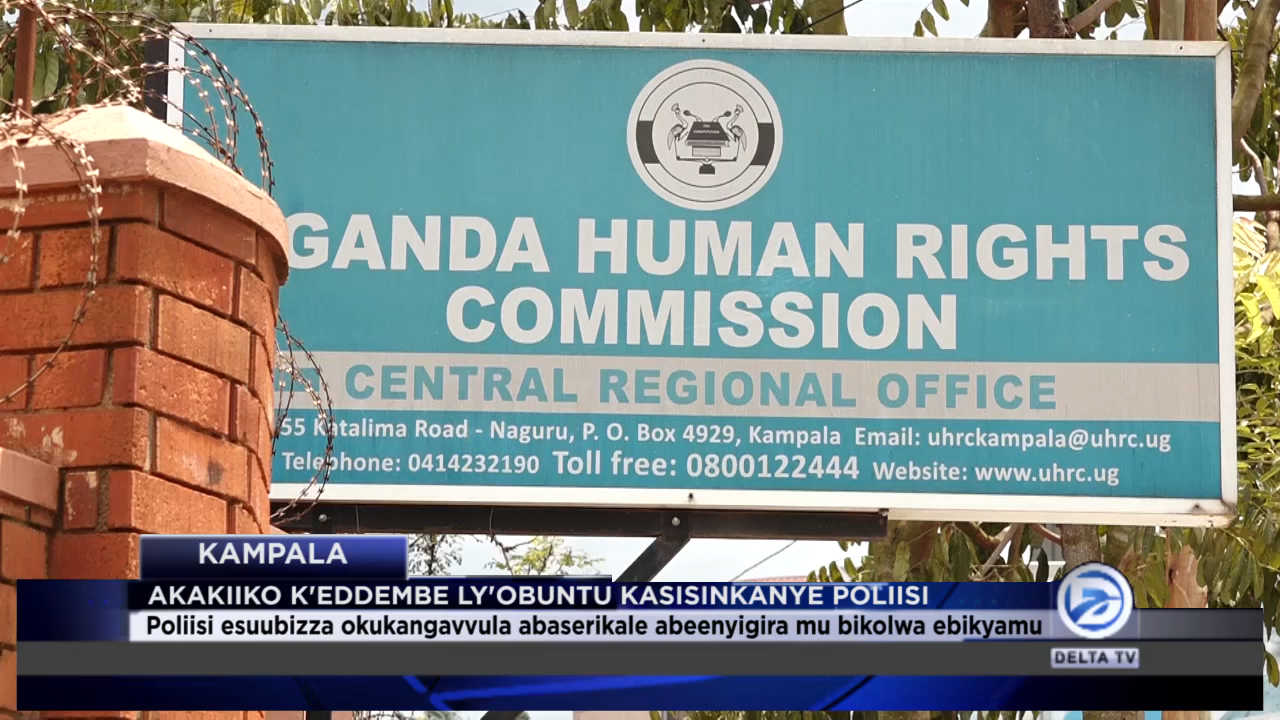 GANDA HUMAN RIGHTS
COMMISSION
CENTRAL REGIONAL OFFICE
55 Katalima Road - Naguru, P. O. Box 4929, Kampala Email: uhrckampala@uhrc.ug
Telephone: 0414232190 Toll free: 0800122444 Website: www.uhrc.ug
KAMPALA
AKAKIIKO K'EDDEMBE LY'OBUNTU KASISINKANYE POLIISI
Poliisi esuubizza okukangavvula abaserikale abeenyigira mu bikolwa ebikyamu
DELTA TV